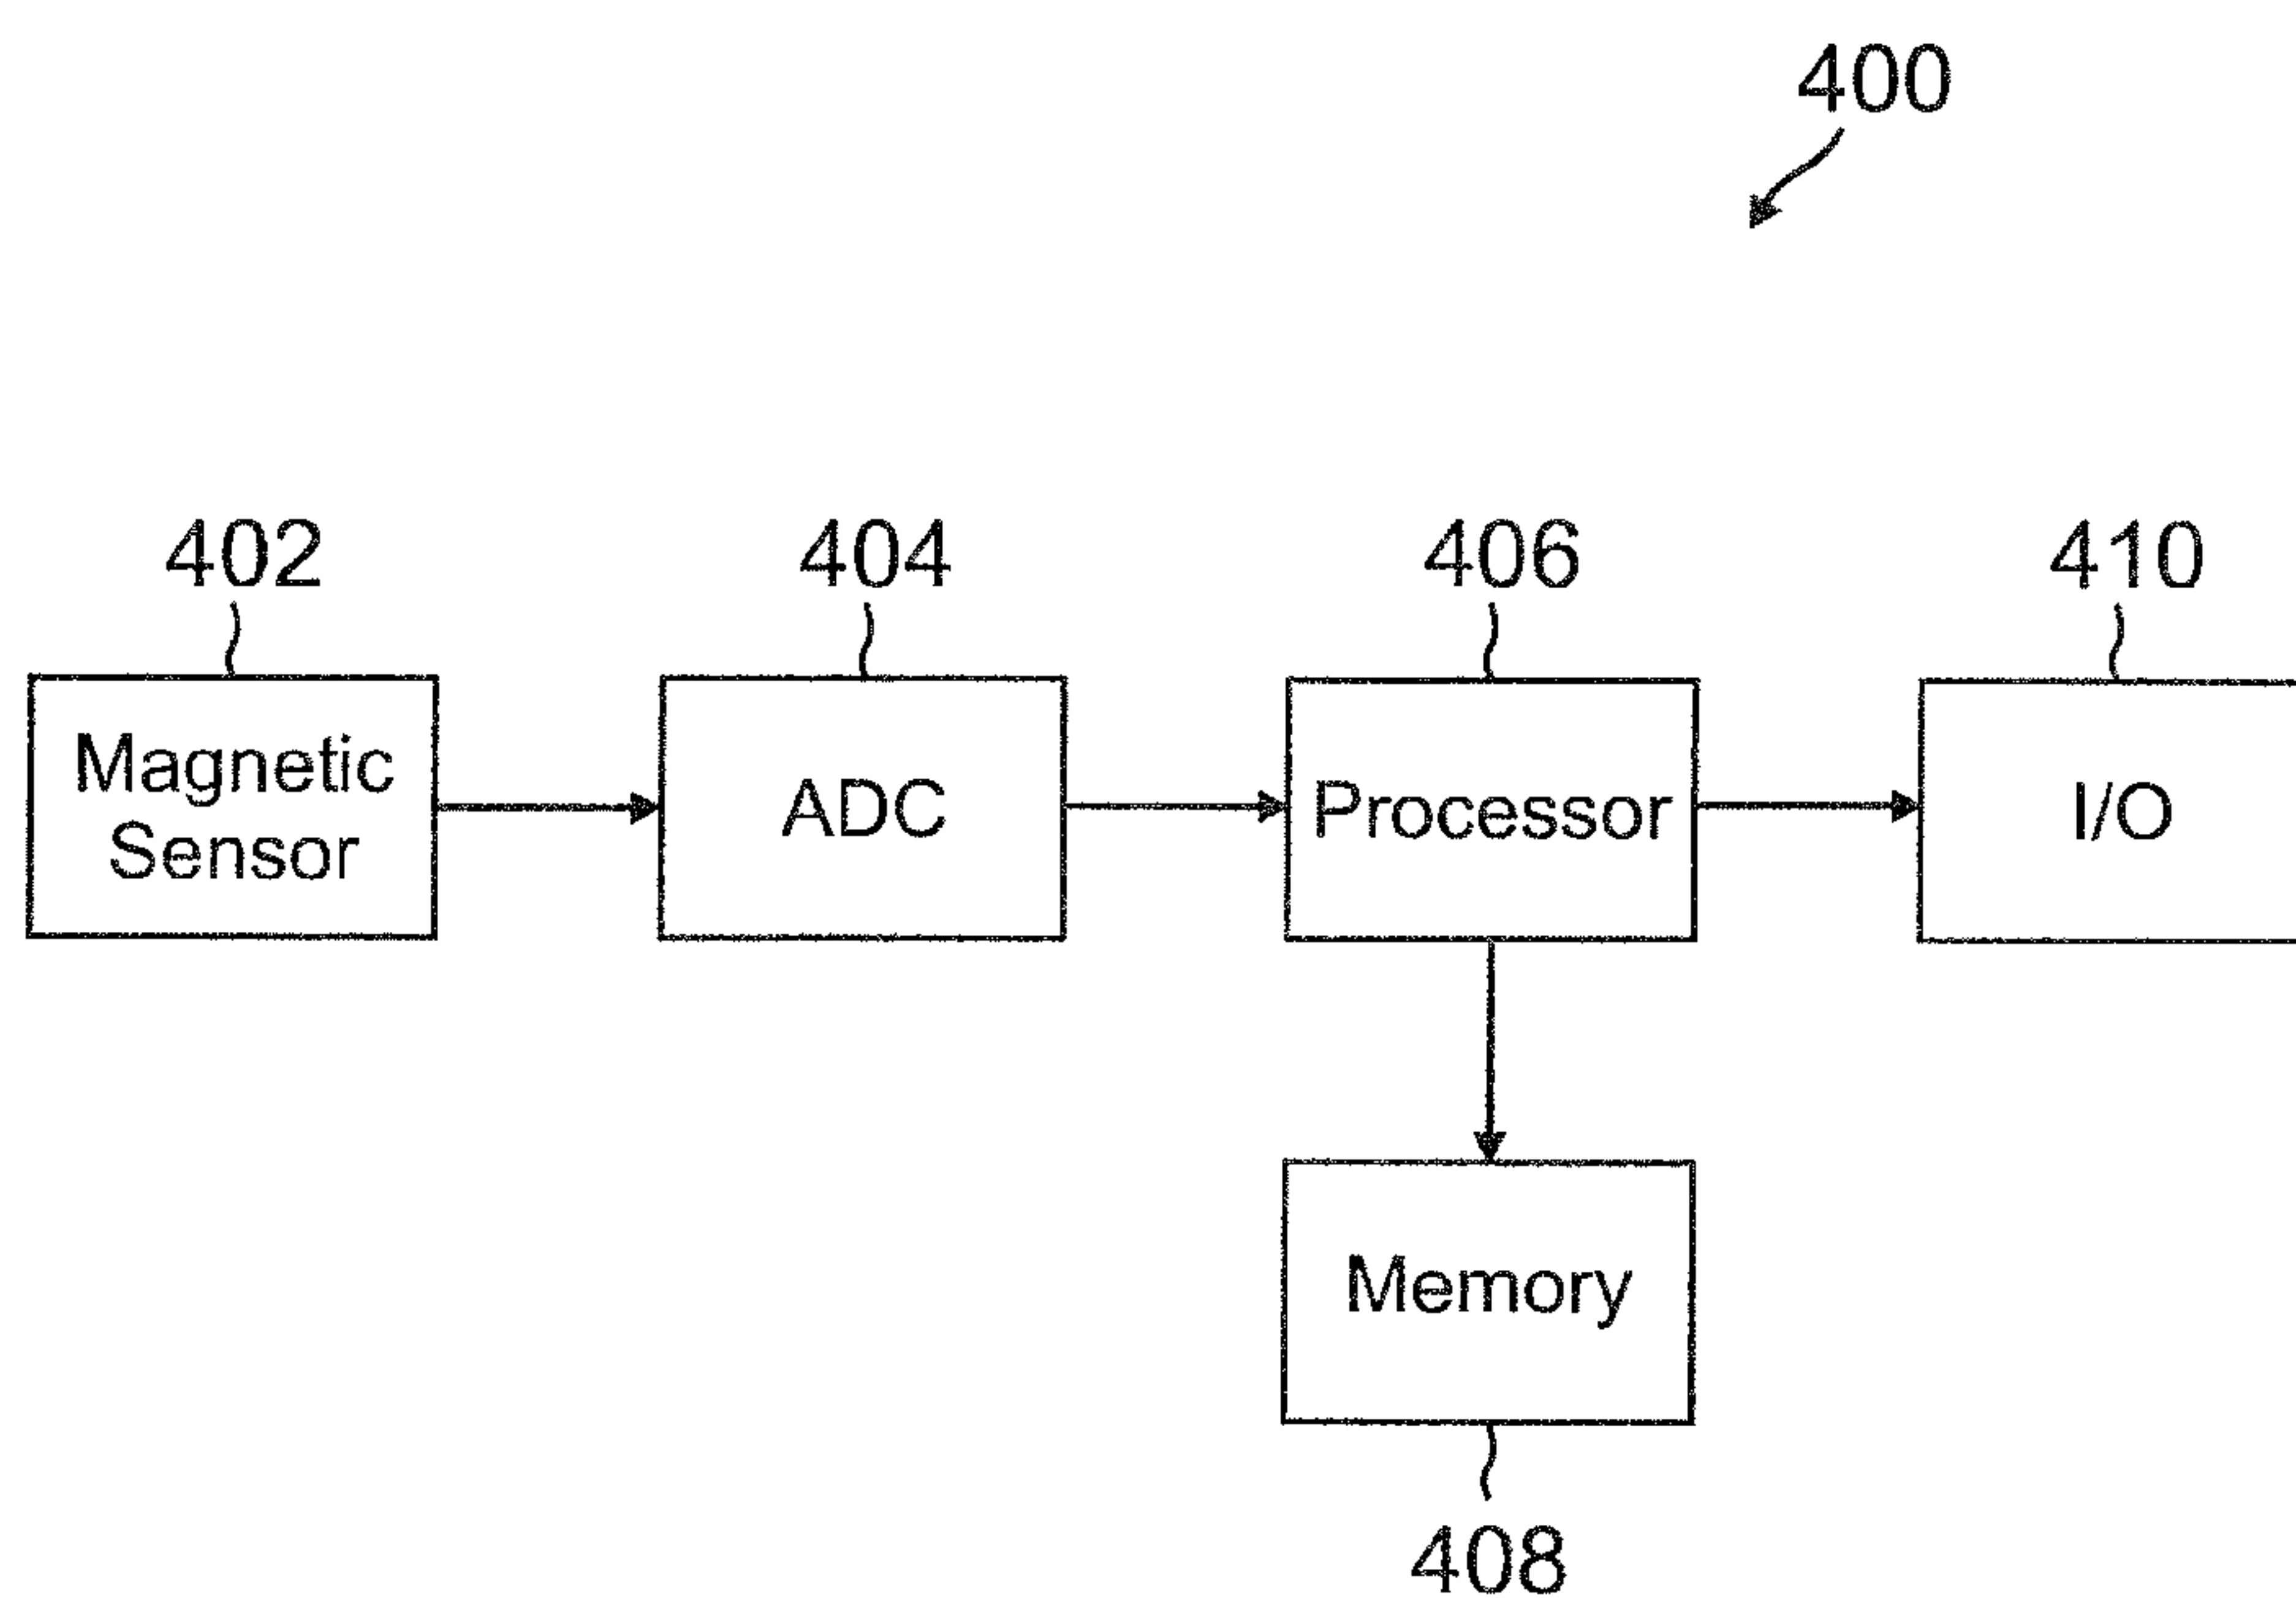 400
402
404
406
410
Magnetic
Sensor
ADC
Processor
I/O
Memory
408